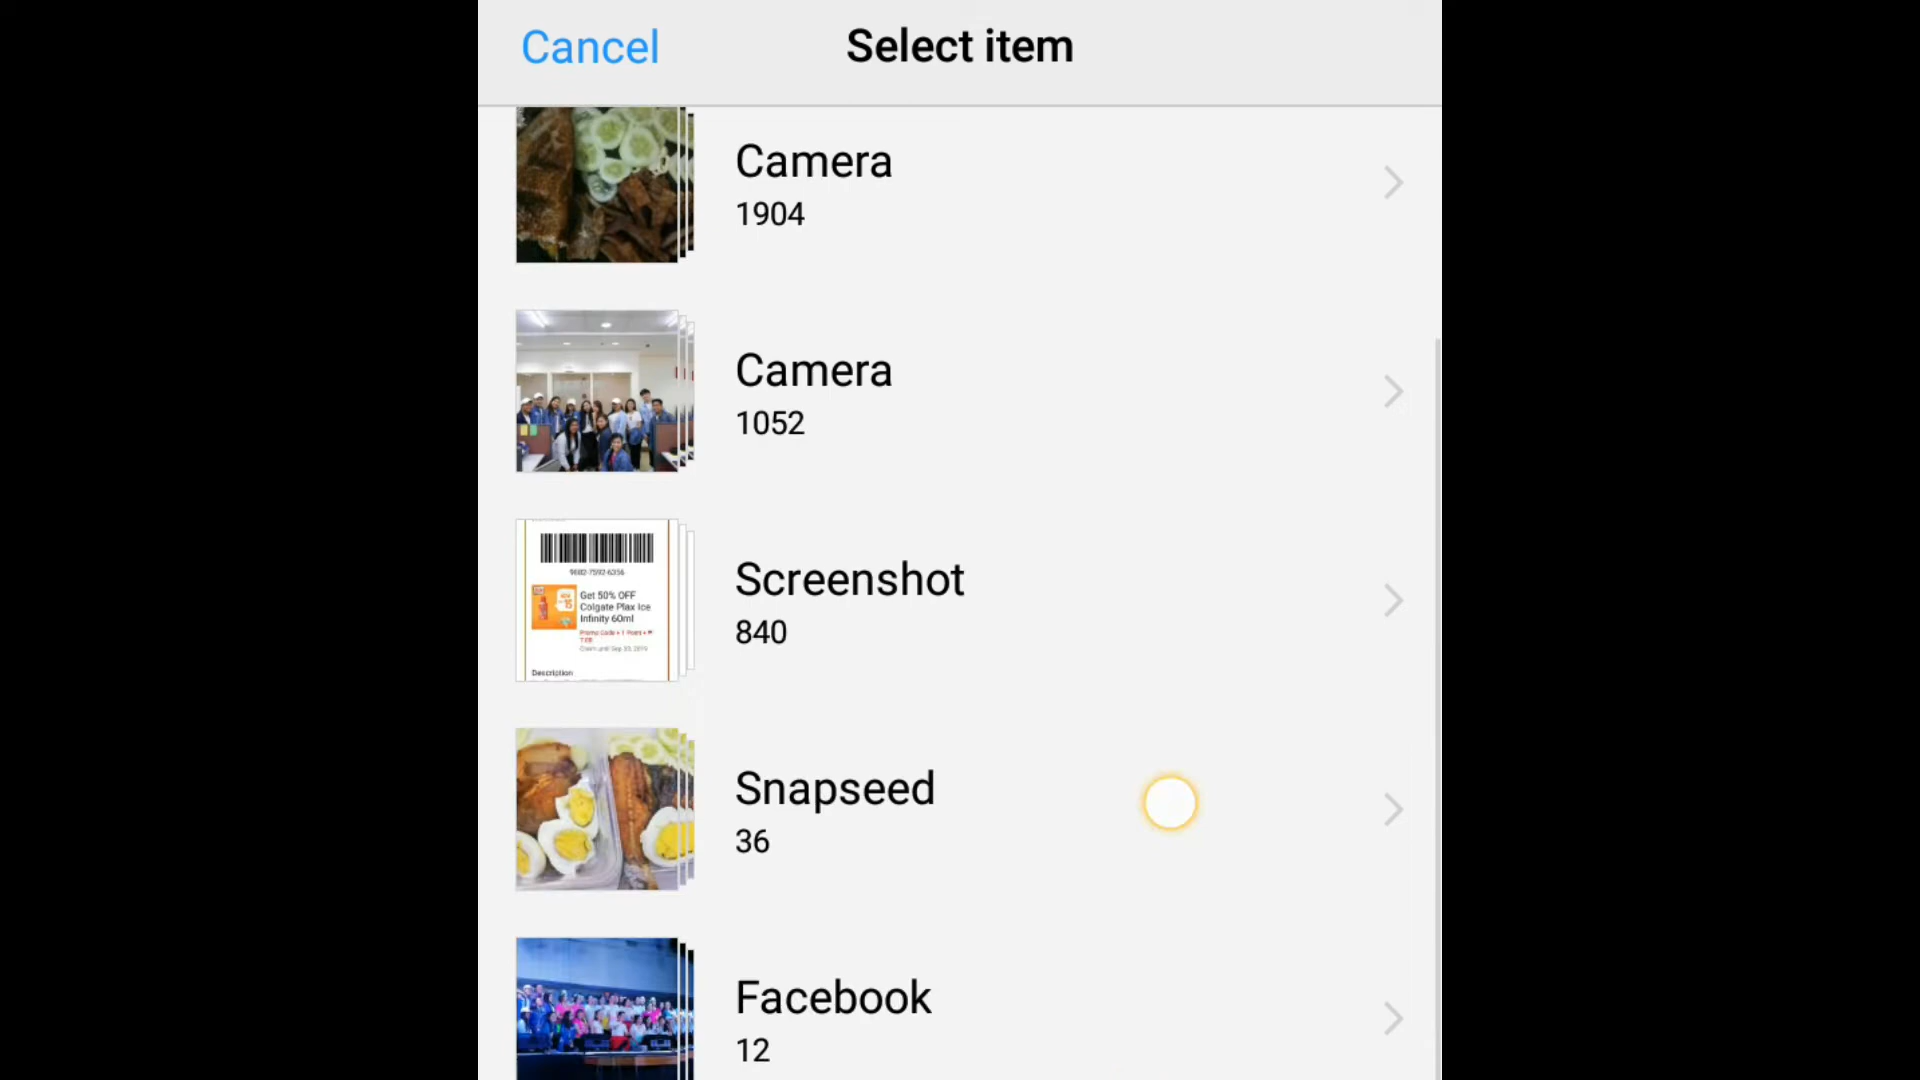 Cancel
Select item
Camera
1904
Camera
1052
Screenshot
840
Get 50% OFF
Colgate Plax Ice
Infinity 60ml
Description
Snapseed
36
Facebook
12